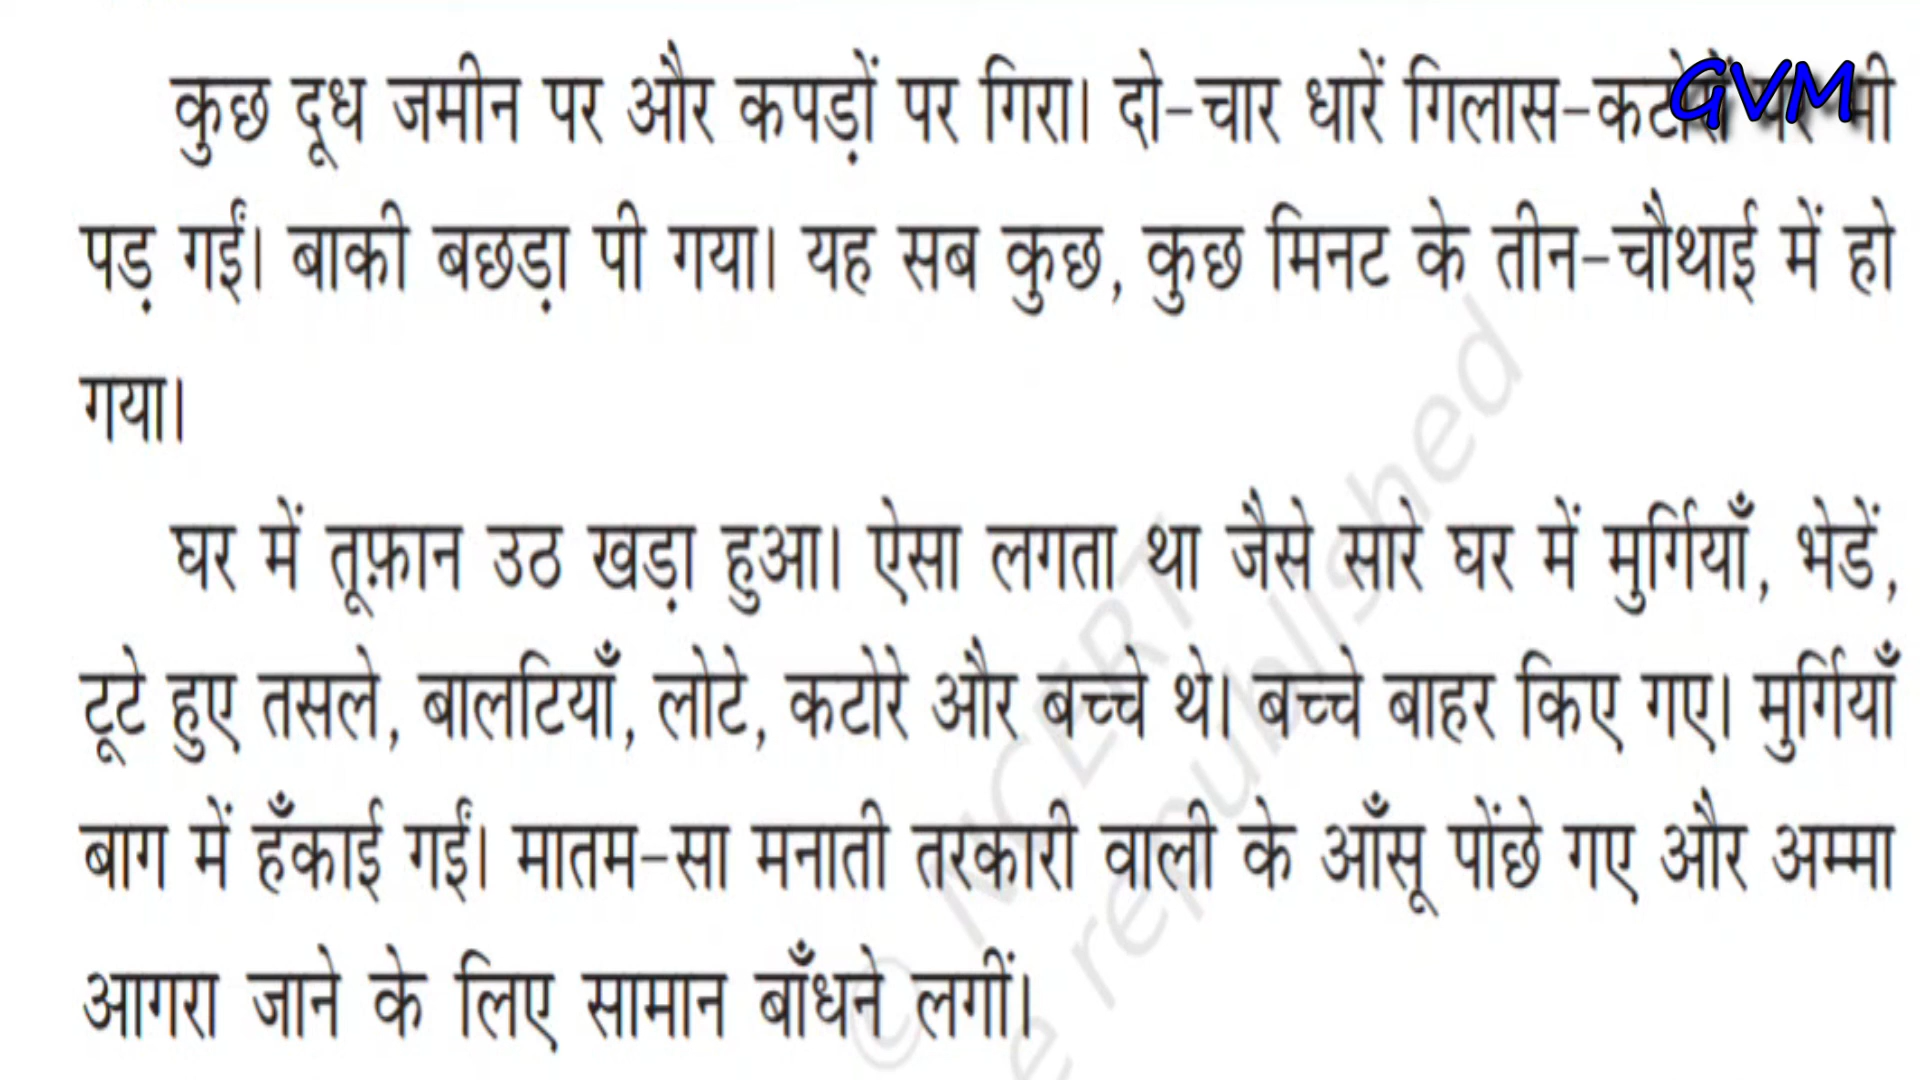 कुछ दूध जमीन पर और कपड़ों पर गिरा। दो-चार धारें गिलास-कटोरों पर भी
GVM
पड़ गईं। बाकी बछड़ा पी गया। यह सब कुछ, कुछ मिनट के तीन-चौथाई में हो
गया।
घर में तूफ़ान उठ खड़ा हुआ। ऐसा लगता था जैसे सारे घर में मुर्गियाँ, भेडें,
टूटे हुए तसले, बालटियाँ, लोटे, कटोरे और बच्चे थे। बच्चे बाहर किए गए। मुर्गियाँ
बाग में हँकाई गईं। मातम-सा मनाती तरकारी वाली के आँसू पोंछे गए और अम्मा
आगरा जाने के लिए सामान बाँधने लगीं।
© NCERT
e republished